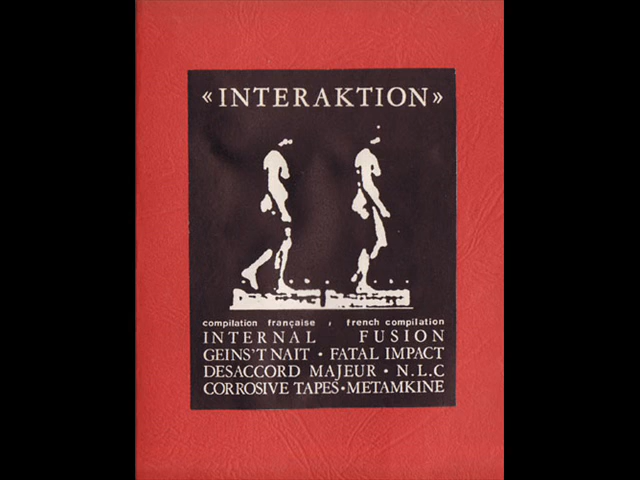 « INTERAKTION »
compilation française , french compilation
INTERNAL FUSION
GEINS'T NAIT • FATAL IMPACT
DESACCORD MAJEUR • N.L.C
CORROSIVE TAPES • METAMKINE